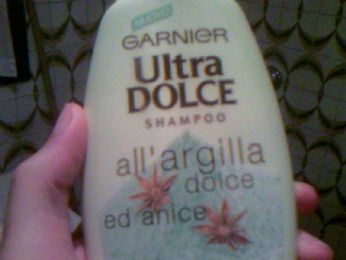 NUOVO
GARNIER
Ultra
DOLCE
SHAMPOO
all'argilla
dolce
ed anice